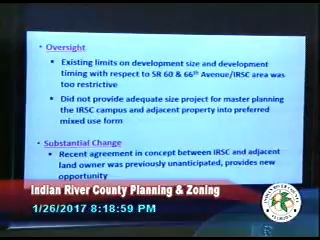 • Oversight
• Existing limits on development size and development
timing with respect to SR 60 & 66th Avenue/IRSC area was
too restrictive
• Did not provide adequate size project for master planning
the IRSC campus and adjacent property into preferred
mixed use form
• Substantial Change
• Recent agreement in concept between IRSC and adjacent
land owner was previously unanticipated, provides new
opportunity
Indian River County Planning & Zoning
1/26/2017 8:18:59 PM